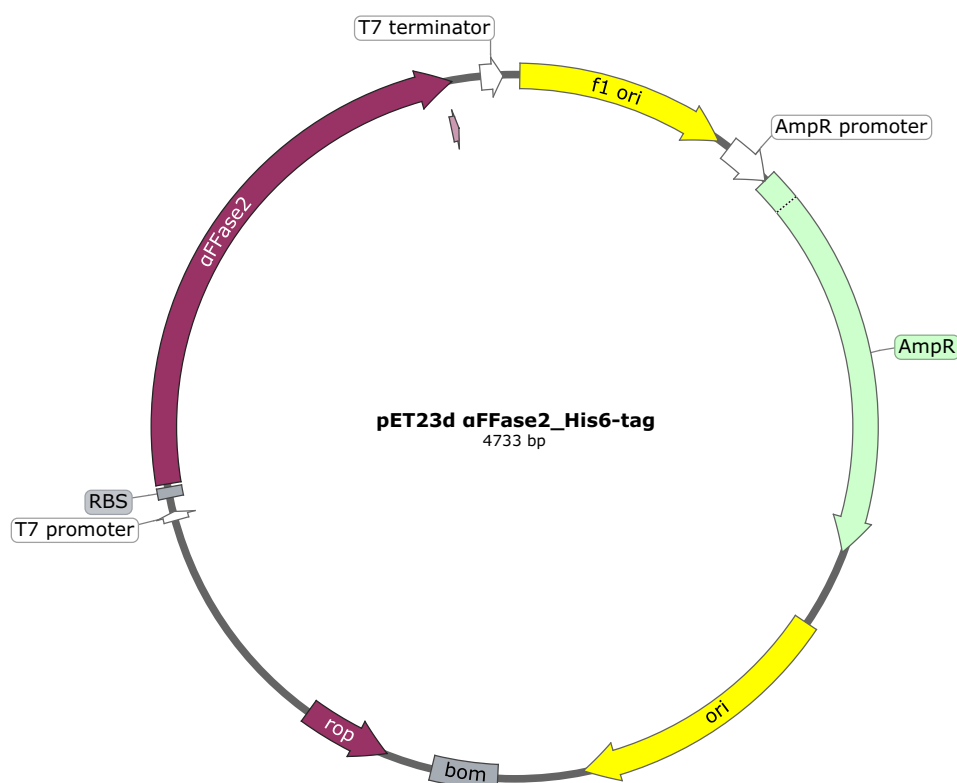 T7 terminator
f1 ori
AmpR promoter
αFFase2
AmpR
pET23d αFFase2_His6-tag
4733 bp
RBS
T7 promoter
ori
rop
bom